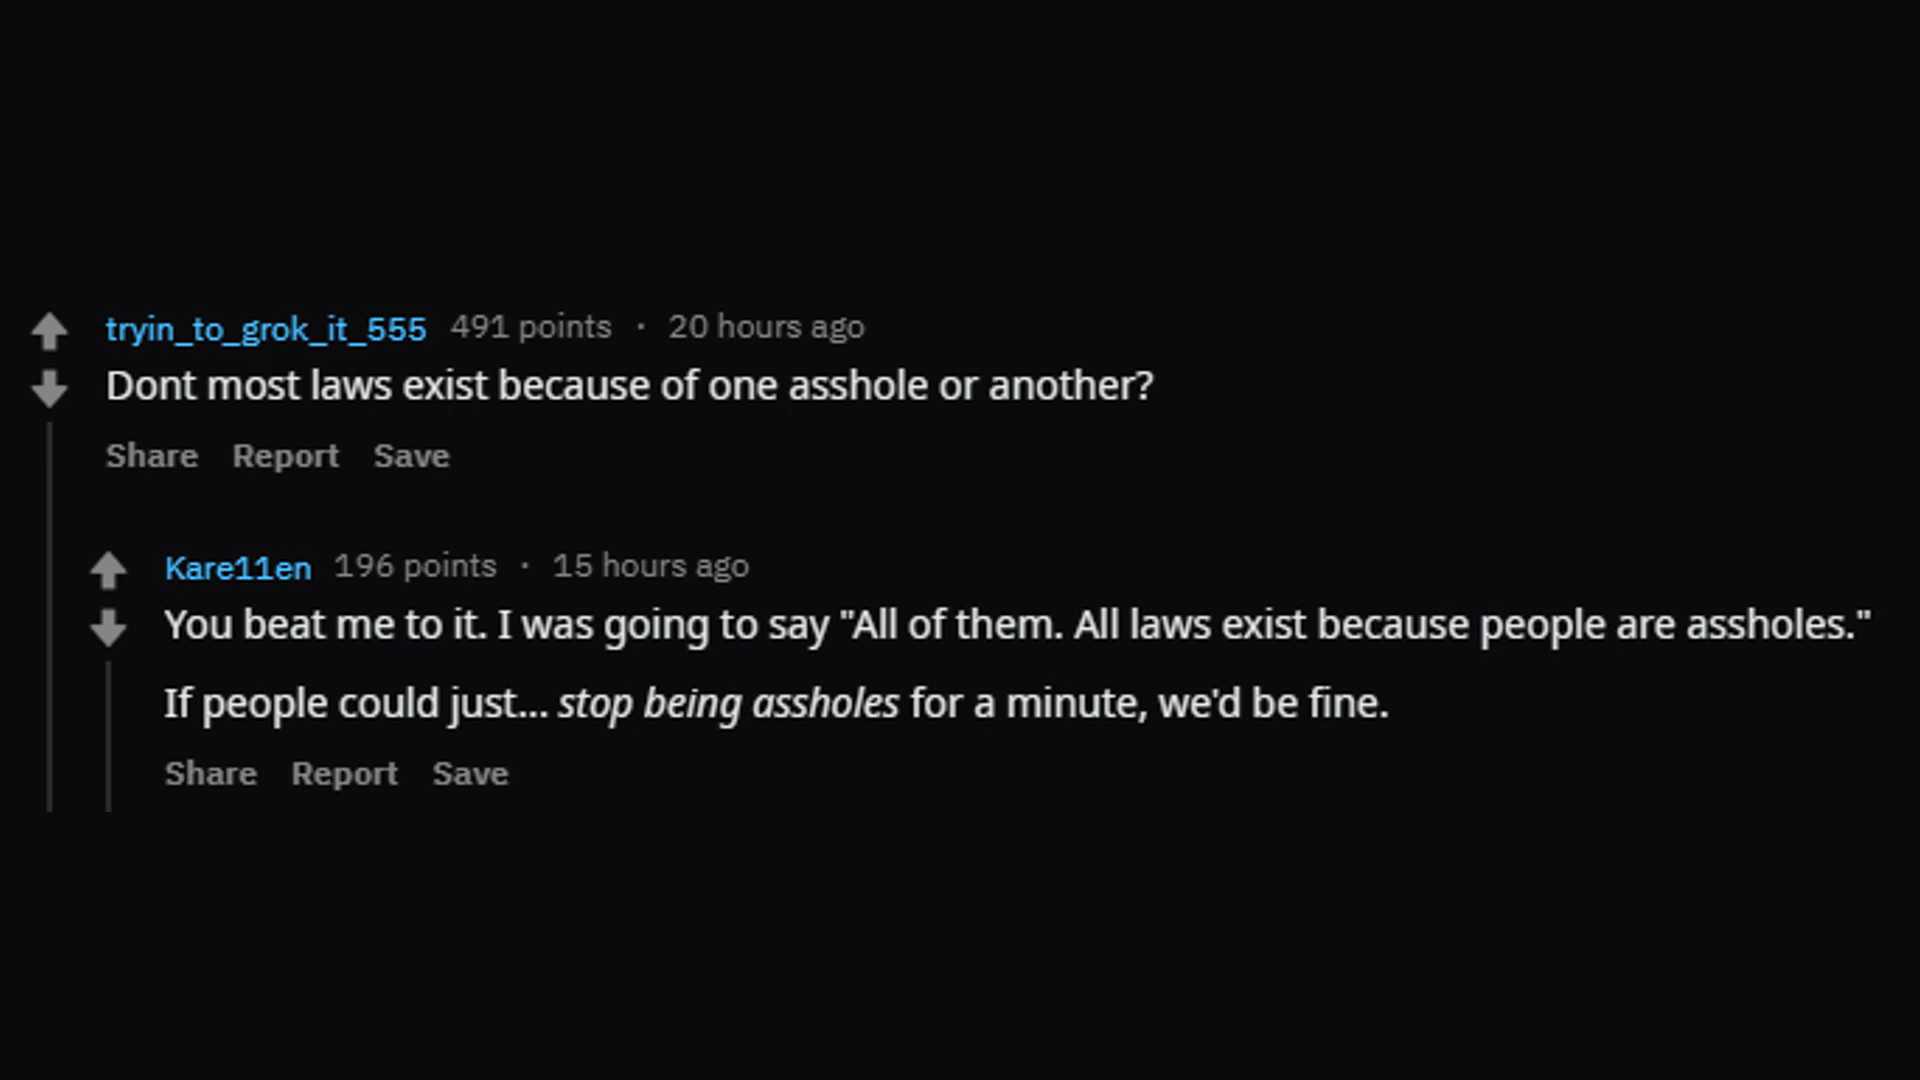 tryin_to_grok_it_555 491 points · 20 hours ago
Dont most laws exist because of one asshole or another?
Share Report Save
Kare11en 196 points · 15 hours ago
You beat me to it. I was going to say "All of them. All laws exist because people are assholes."
If people could just... stop being assholes for a minute, we'd be fine.
Share Report Save